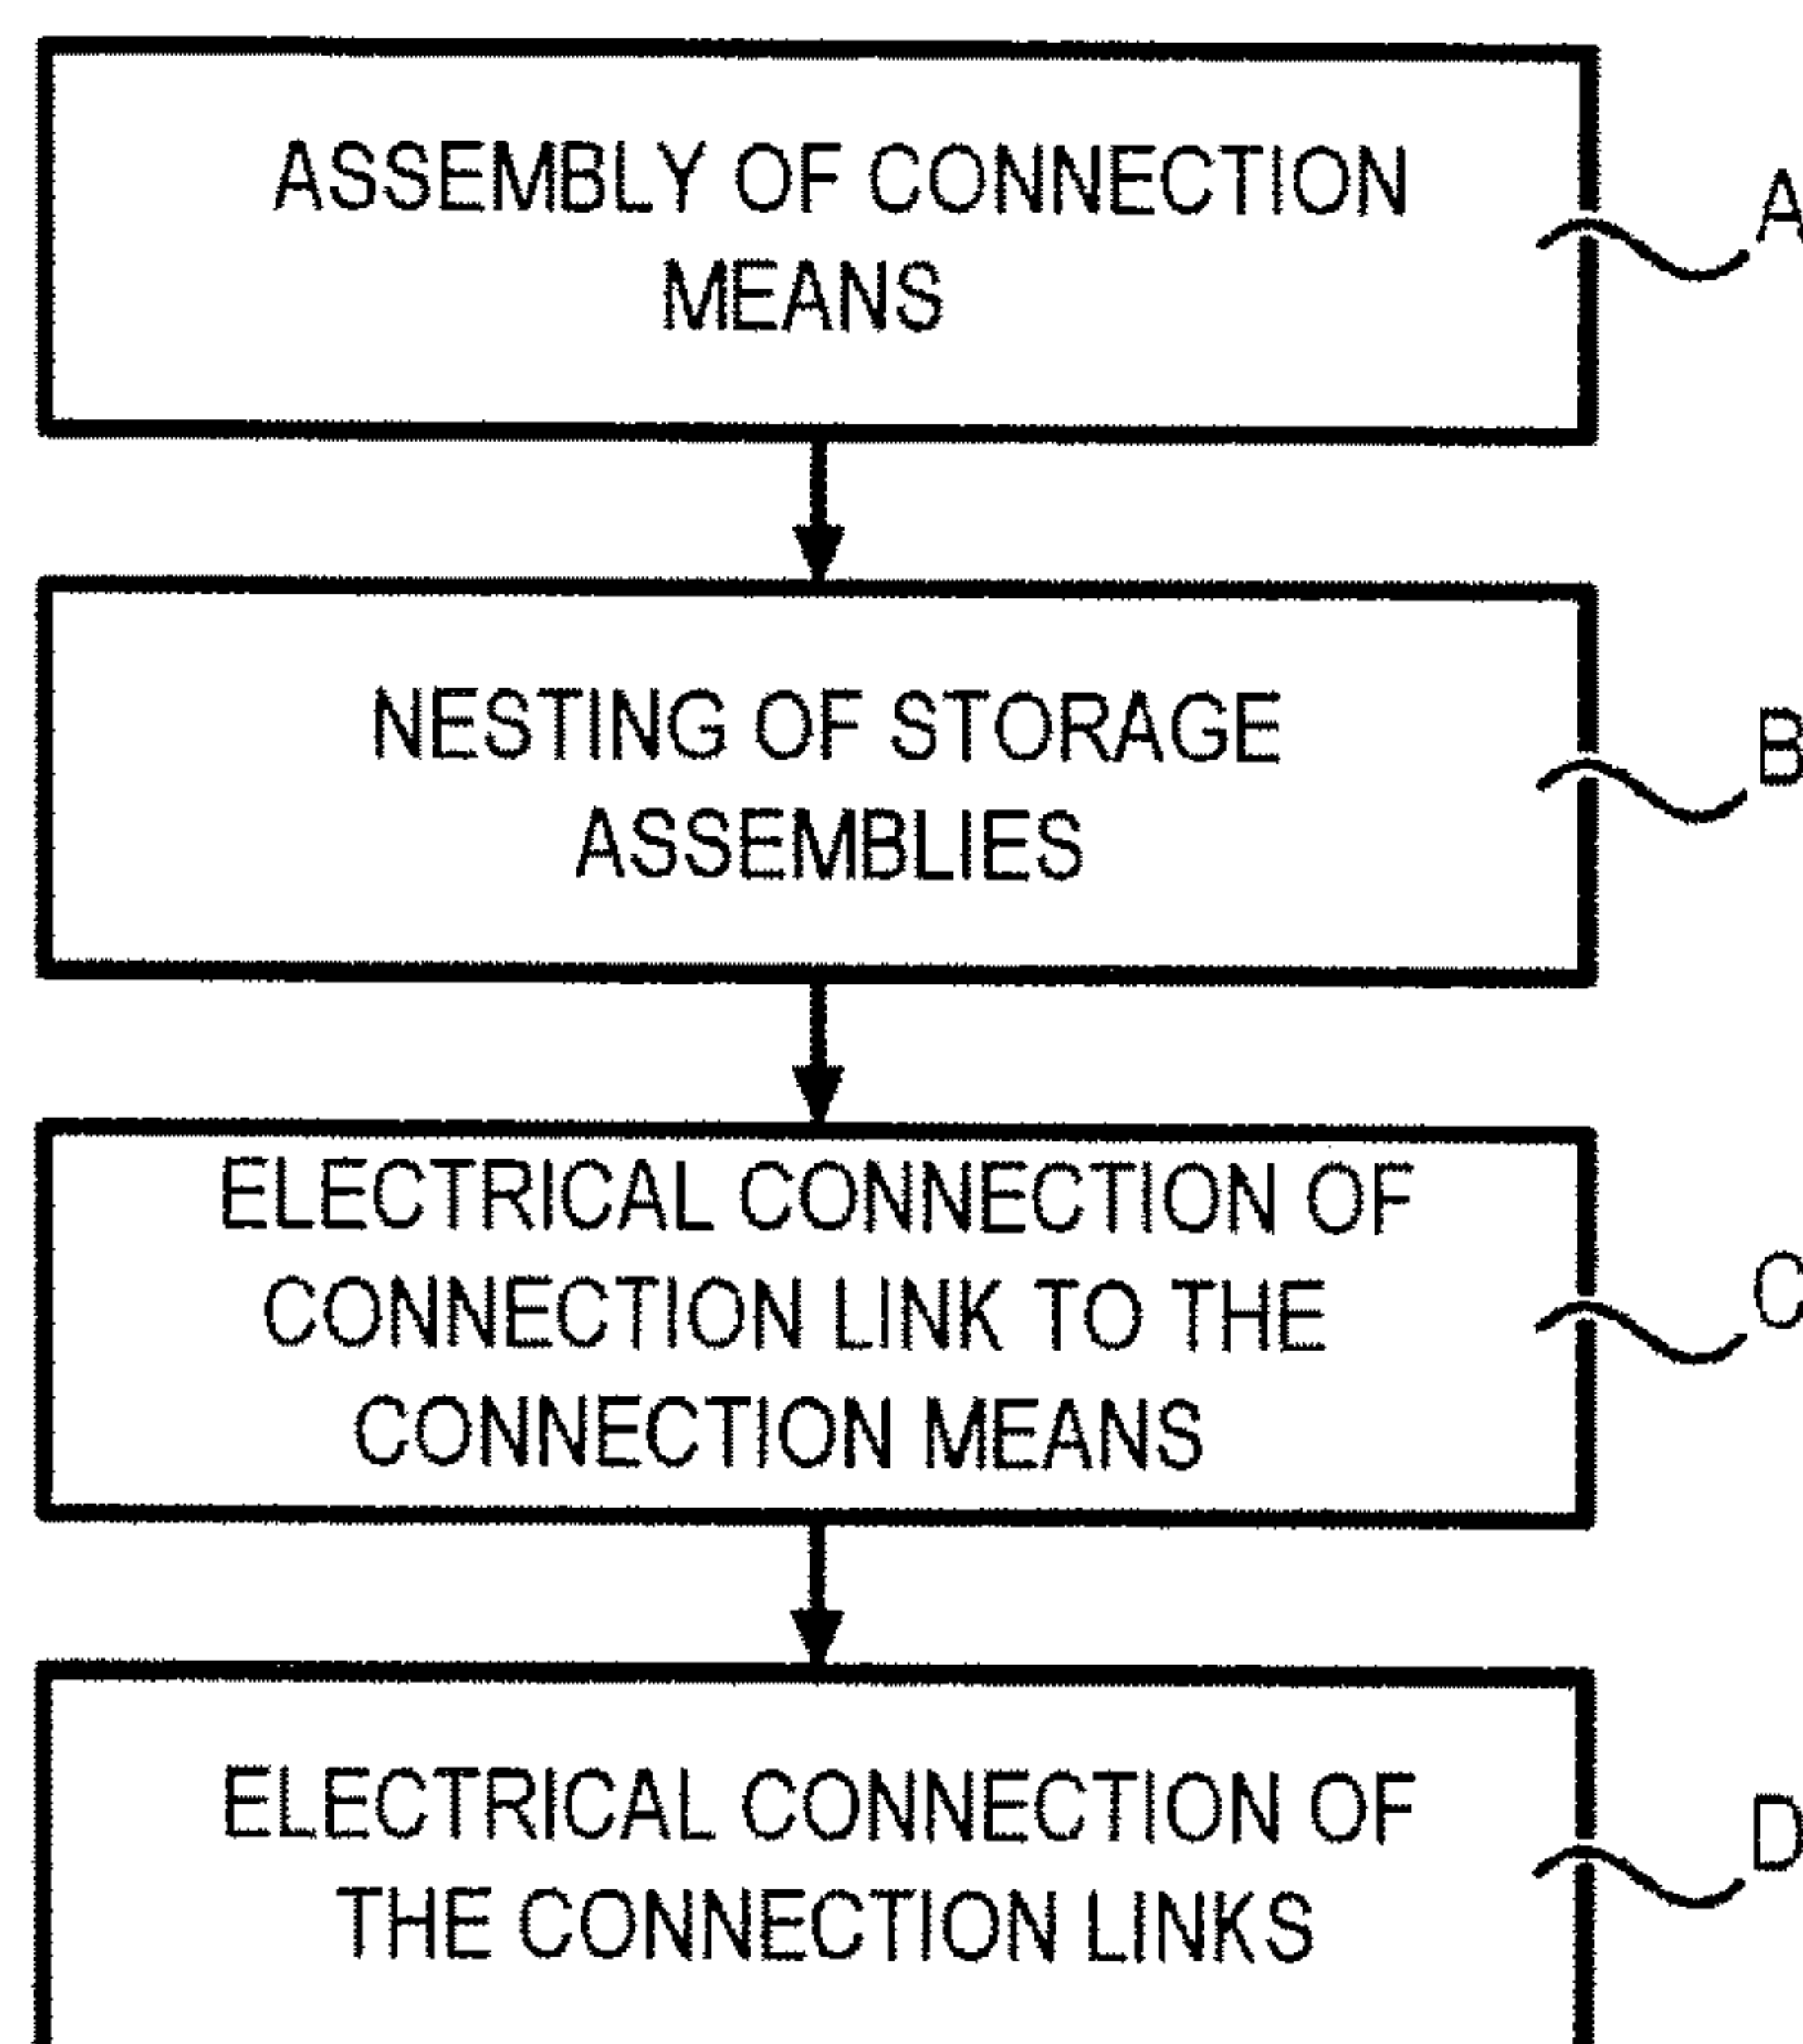 ASSEMBLY OF CONNECTION
MEANS
A
NESTING OF STORAGE
ASSEMBLIES
B
ELECTRICAL CONNECTION OF
CONNECTION LINK TO THE
CONNECTION MEANS
C
ELECTRICAL CONNECTION OF
THE CONNECTION LINKS
D